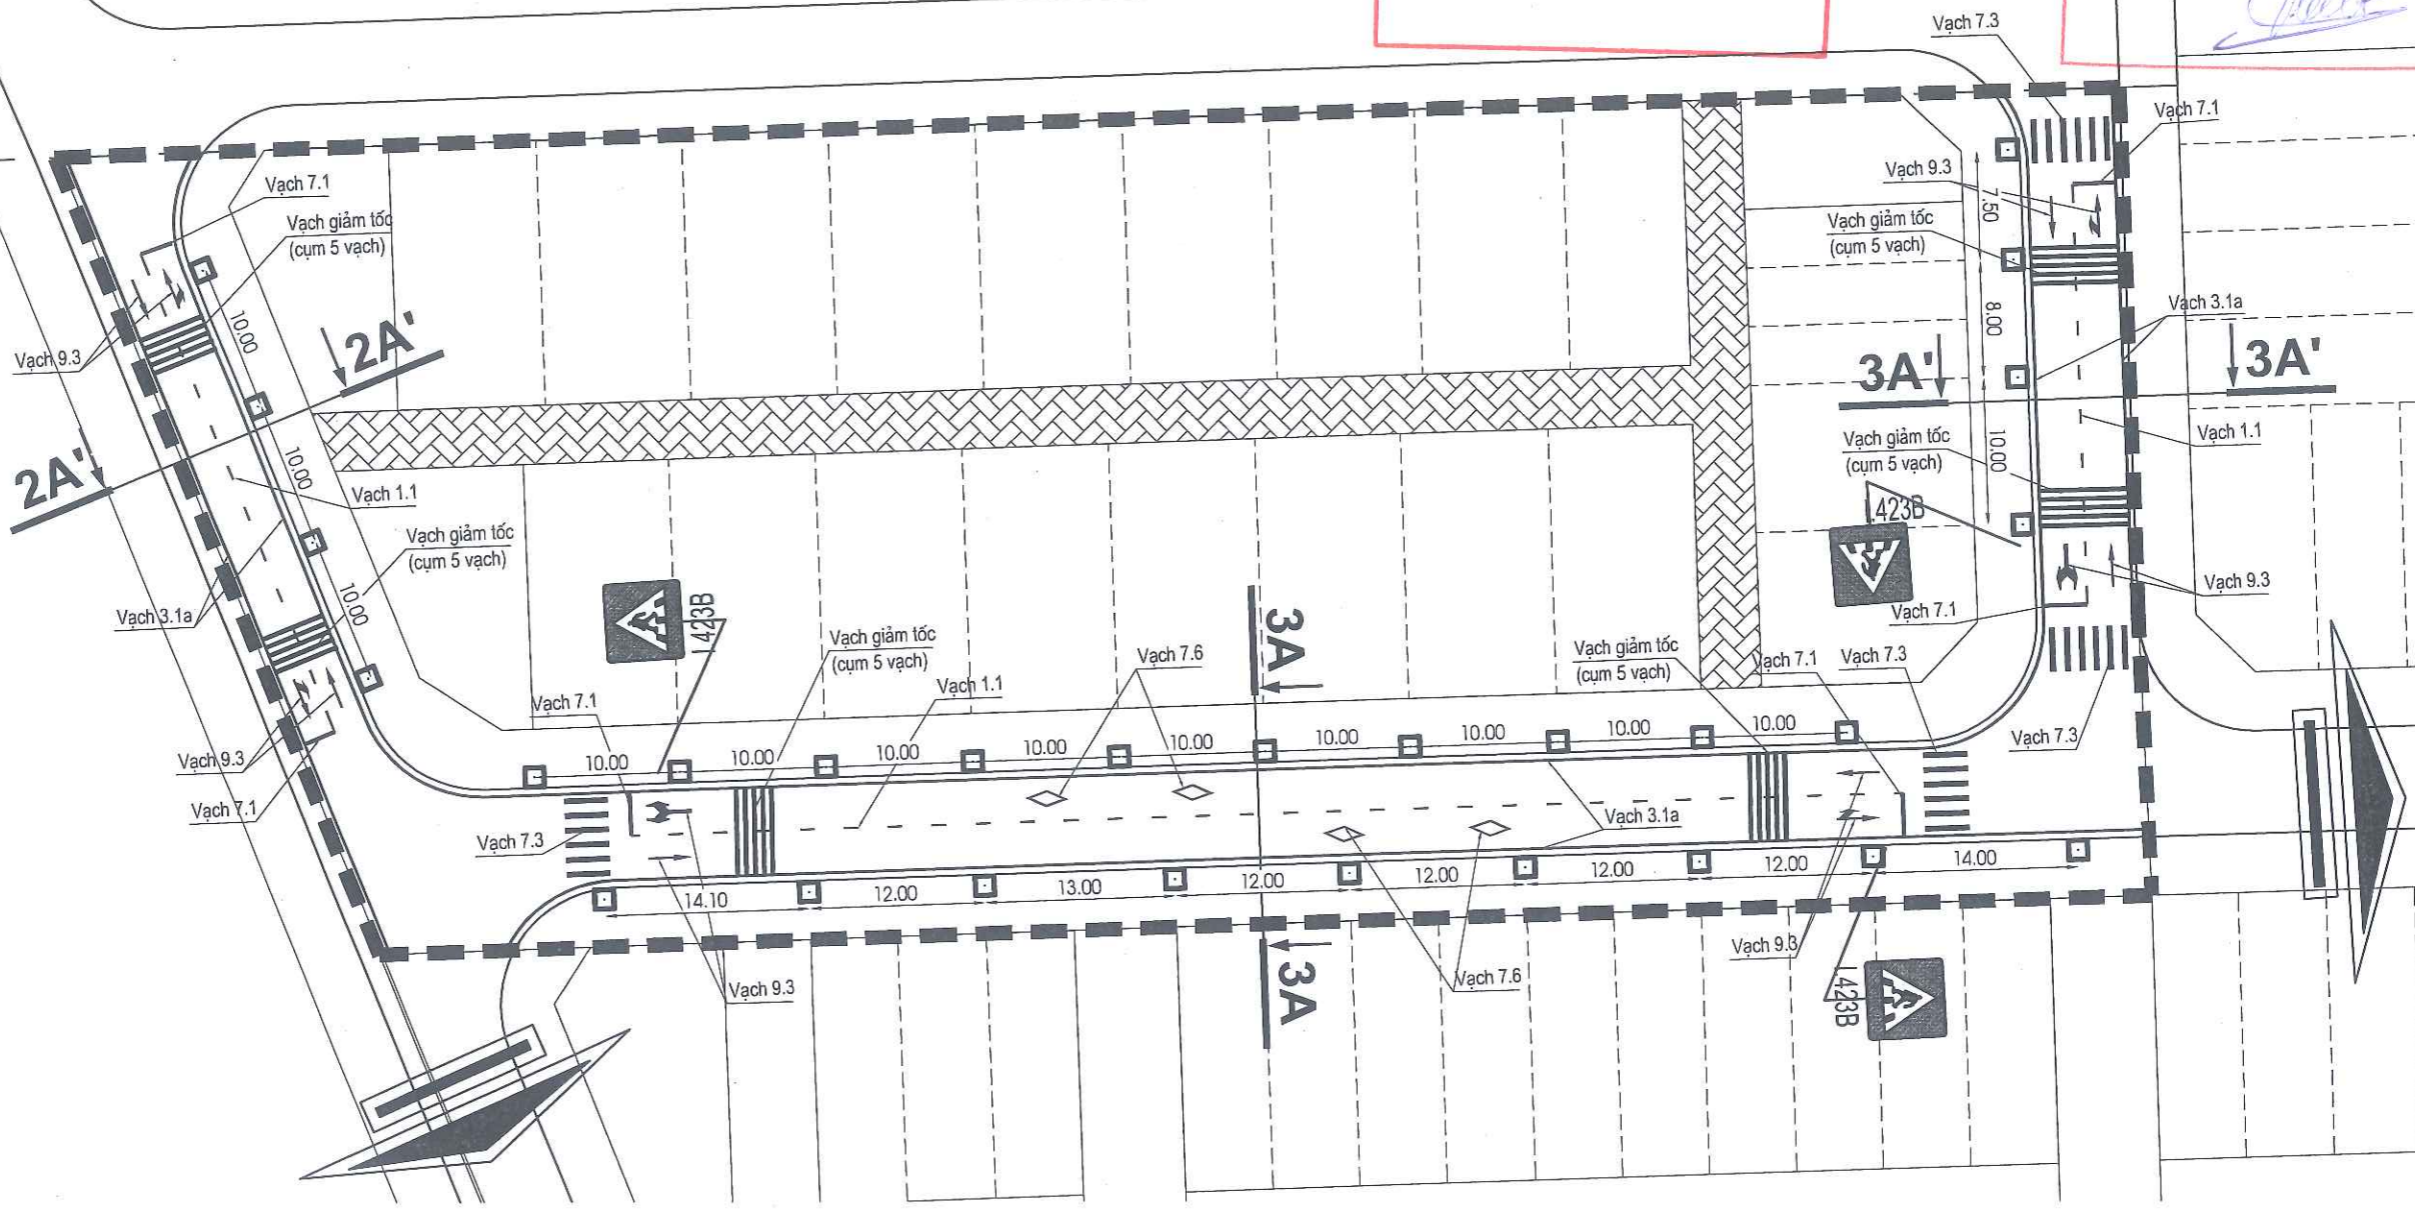 Vạch 7.3
Vạch 7.1
Vạch 9.3
7.50
Vạch giảm tốc
(cụm 5 vạch)
Vạch 7.1
Vạch giảm tốc
(cụm 5 vạch)
10.00
2A'
Vạch 9.3
8.00
Vạch 3.1a
3A'
3A'
2A'
10.00
Vạch 1.1
Vạch giảm tốc
(cụm 5 vạch)
10.00
Vạch 1.1
I.423B
Vạch giảm tốc
(cụm 5 vạch)
10.00
Vạch 3.1a
Vạch 9.3
Vạch 7.1
I.423B
Vạch giảm tốc
(cụm 5 vạch)
Vạch 7.6
3A
Vạch giảm tốc
(cụm 5 vạch)
Vạch 7.1
Vạch 7.3
Vạch 7.1
Vạch 1.1
Vạch 7.3
Vạch 9.3
10.00
10.00
10.00
10.00
10.00
10.00
10.00
10.00
10.00
Vạch 7.1
Vạch 7.3
Vạch 3.1a
14.10
12.00
13.00
12.00
12.00
12.00
12.00
14.00
Vạch 9.3
Vạch 7.6
3A
Vạch 9.3
I.423B